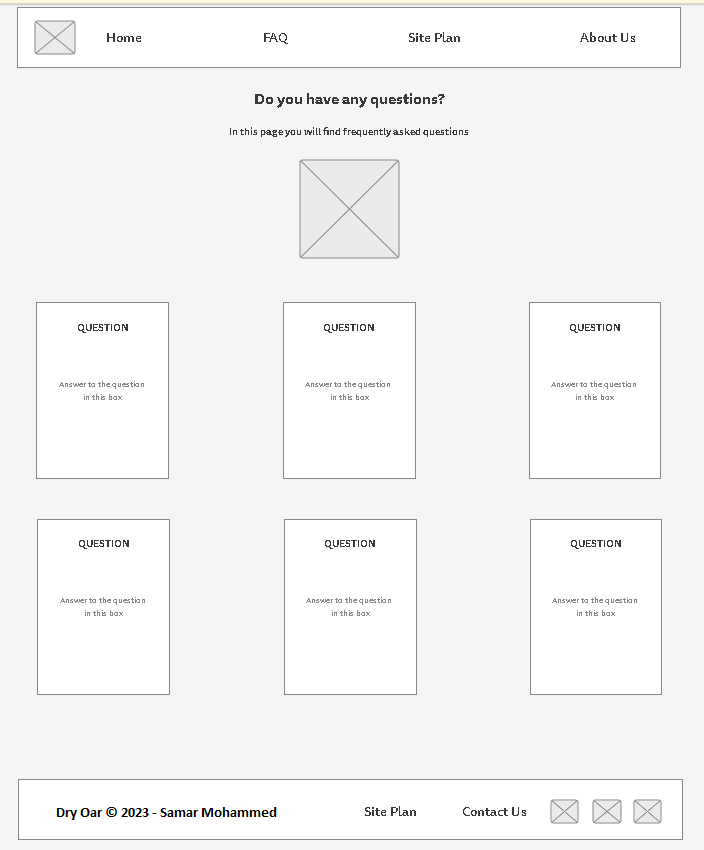 Home FAQ Site Plan About Us
Do you have any questions?
In this page you will find frequently asked questions
QUESTION QUESTION QUESTION
Answer to the question Answer to the question Answer to the question
in this box in this box in this box
QUESTION QUESTION QUESTION
Answer to the question Answer to the question Answer to the question
in this box in this box in this box
Dry Oar © 2023 - Samar Mohammed Site Plan Contact Us